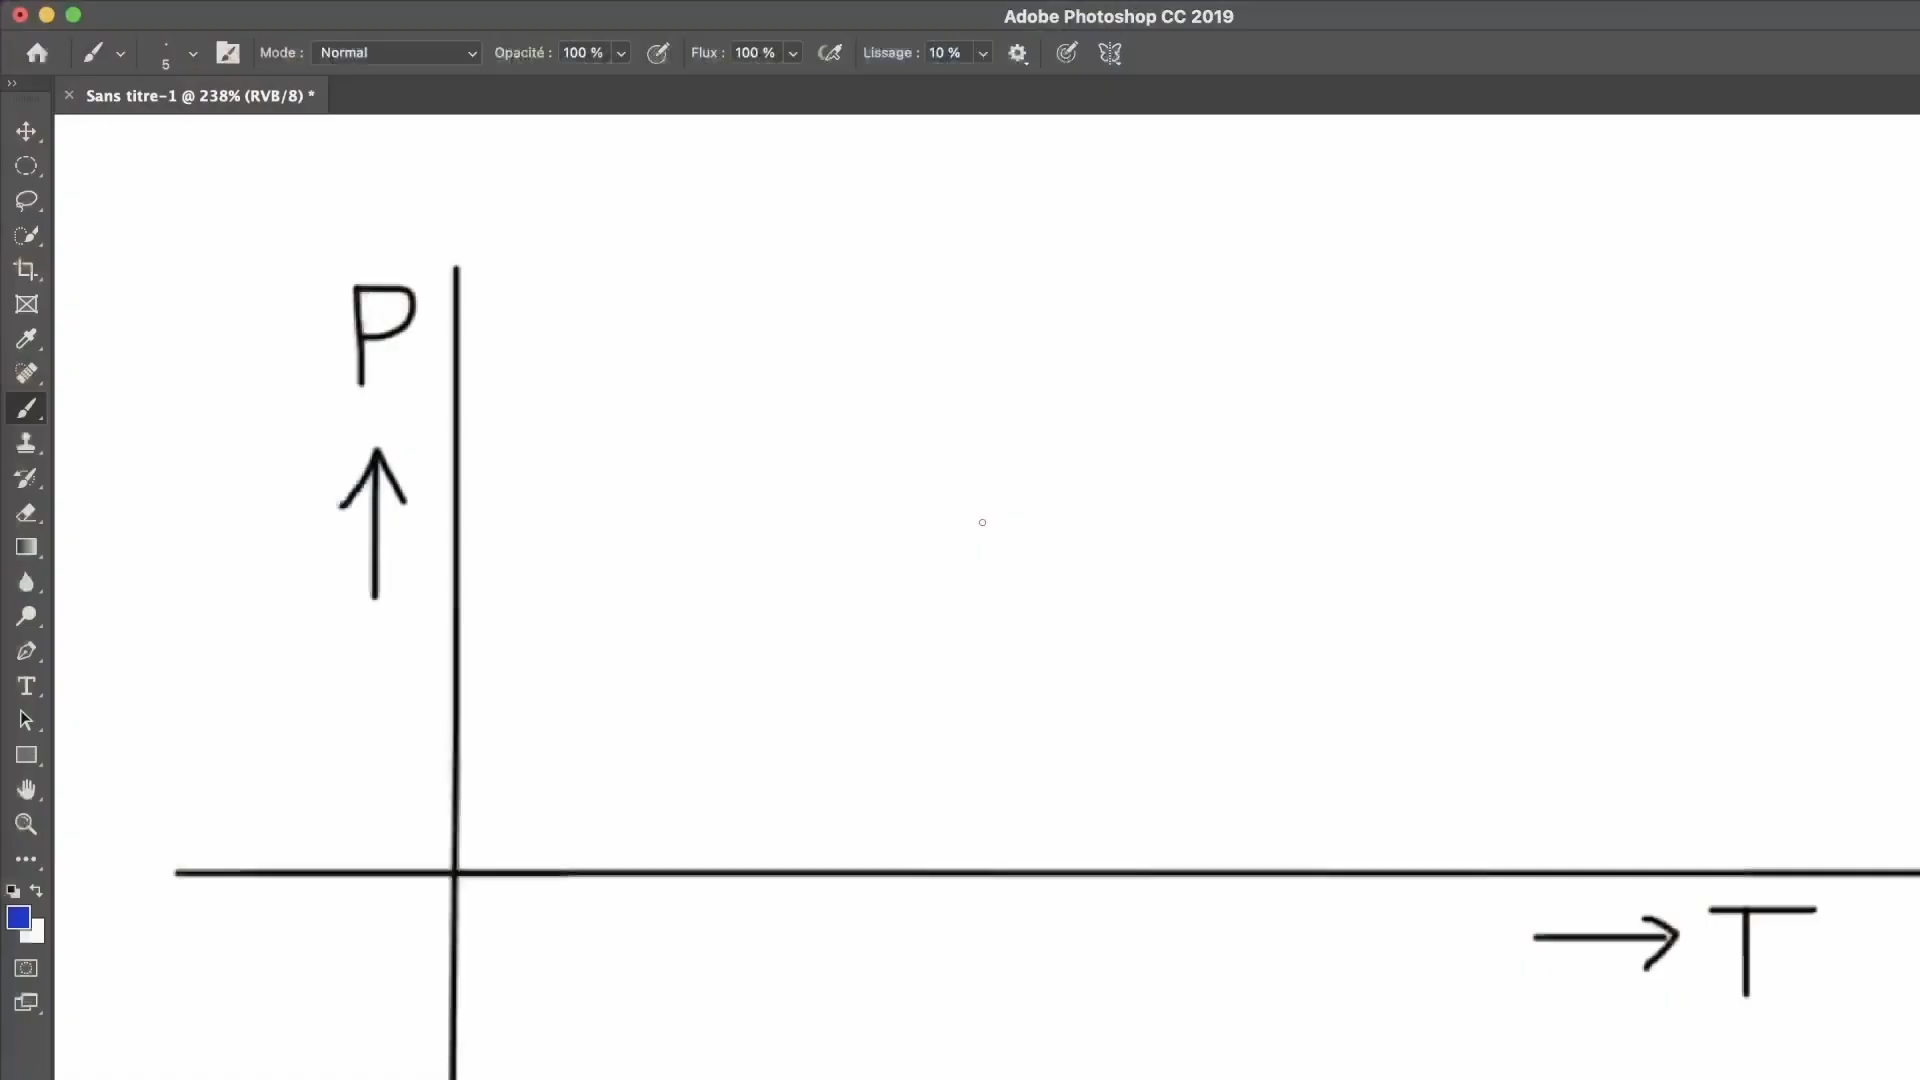 Adobe Photoshop CC 2019
5 Mode : Normal Opacité : 100 % Flux : 100 % Lissage : 10 %
Sans titre-1 @ 238% (RVB/8) *
P
T